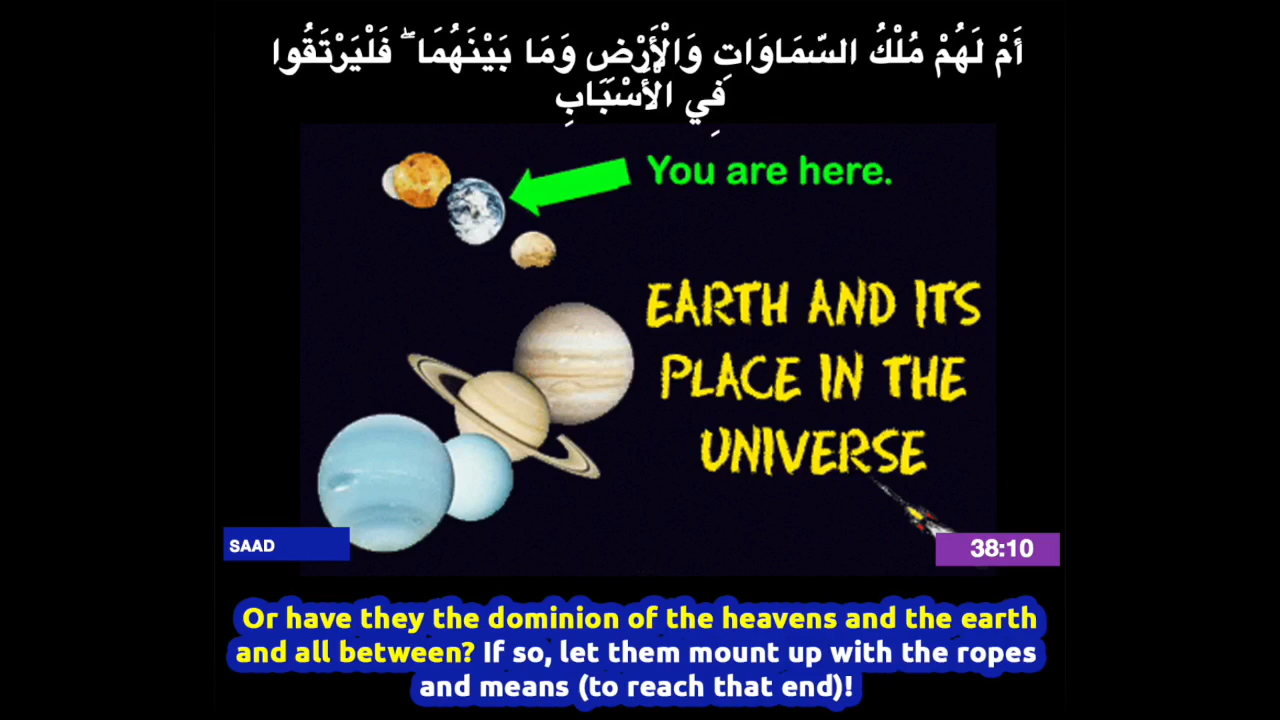 أَمْ لَهُمْ مُلْكُ السَّمَاوَاتِ وَالْأَرْضِ وَمَا بَيْنَهُمَا ۖ فَلْيَرْتَقُوا
فِي الْأَسْبَابِ
You are here.
EARTH AND ITS
PLACE IN THE
UNIVERSE
SAAD
38:10
Or have they the dominion of the heavens and the earth
and all between? If so, let them mount up with the ropes
and means (to reach that end)!